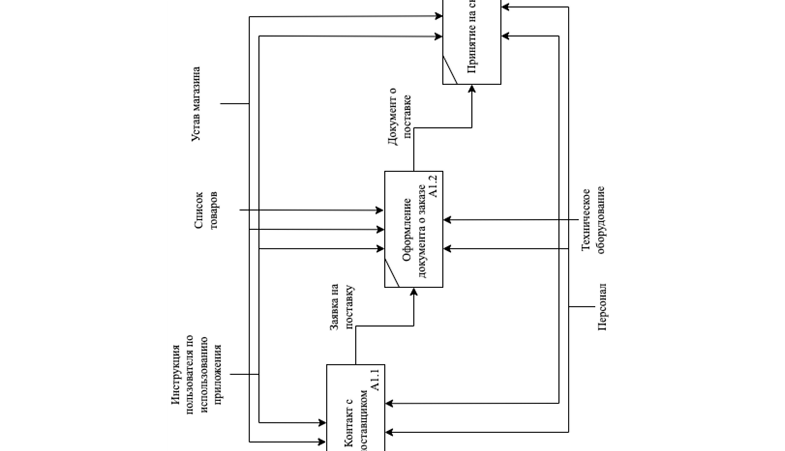 Инструкция
пользователя по
использованию
приложения
Список
товаров
Устав магазина
Контакт с
A1.1
Заявка на
поставку
Оформление
документа о заказе
A1.2
Документ о
поставке
Принятие на
Персонал
Техническое
оборудование